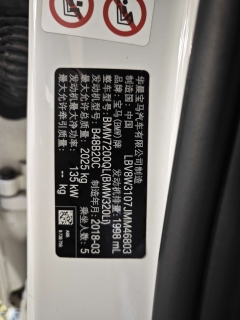 华晨宝马汽车有限公司制造
制造国：中国 LBV8W3107JMM46803
品牌：宝马(BMW)牌 发动机排量：1998 mL
整车型号：BMW7200QL(BMW320Li)
发动机型号：B48B20C 制造年月：2018-03
最大允许总质量：2025 kg 乘坐人数：5
发动机最大净功率：135 kW
最大允许牵引质量：-- kg